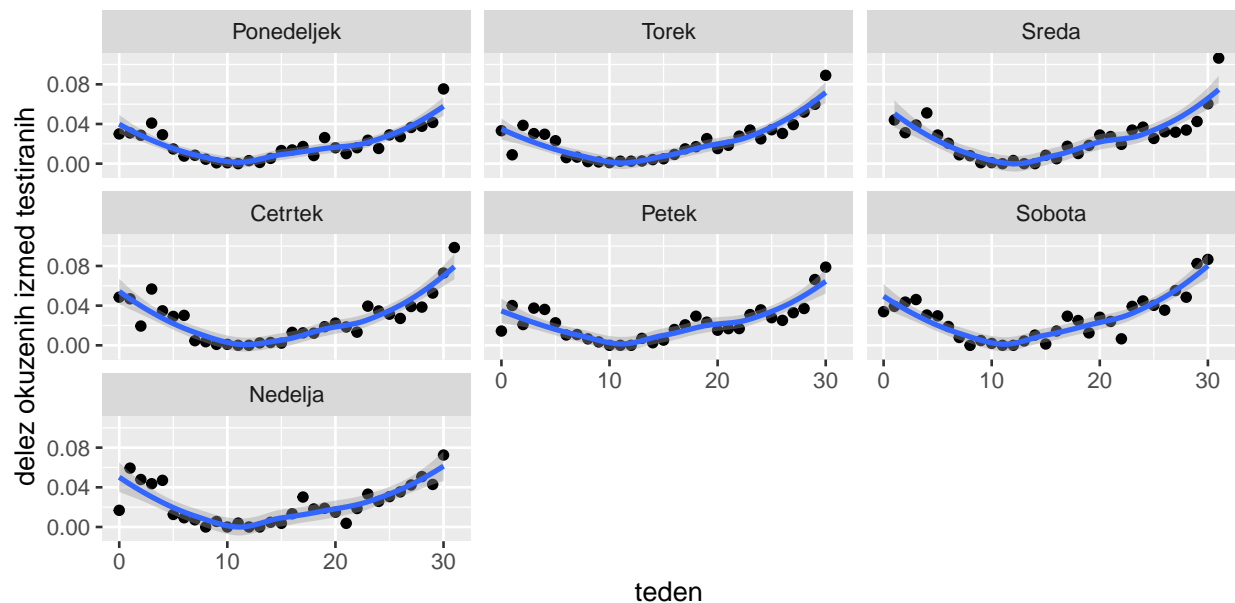 Ponedeljek
Torek
Sreda
0.08
0.04
0.00
Cetrtek
Petek
Sobota
0.08
0.04
0.00
0 10 20 30
0 10 20 30
Nedelja
0.08
0.04
0.00
0 10 20 30
teden
delez okuzenih izmed testiranih